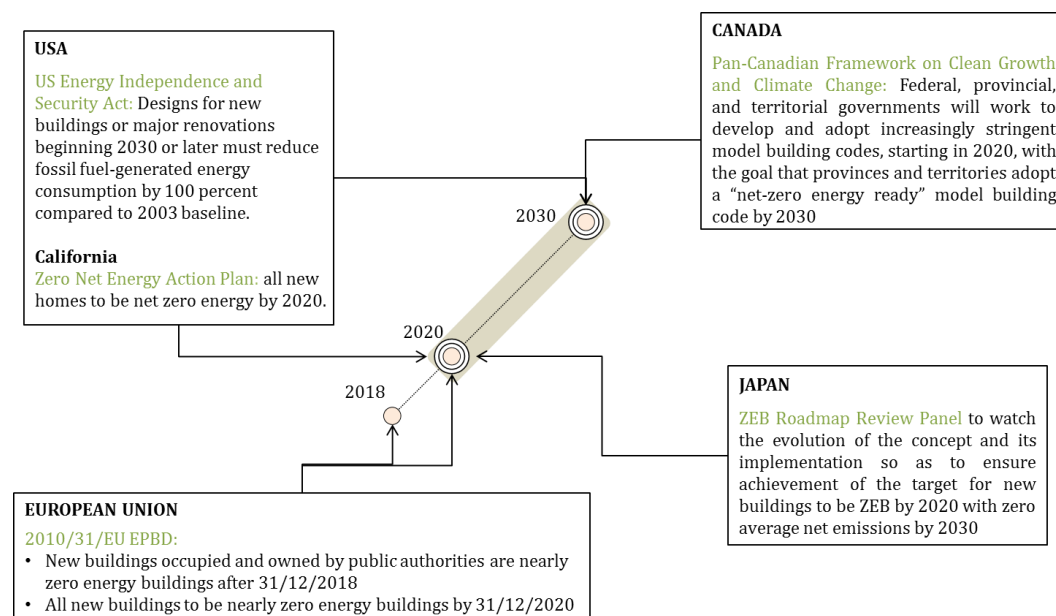 USA
US Energy Independence and
Security Act: Designs for new
buildings or major renovations
beginning 2030 or later must reduce
fossil fuel-generated energy
consumption by 100 percent
compared to 2003 baseline.
California
Zero Net Energy Action Plan: all new
homes to be net zero energy by 2020.
CANADA
Pan-Canadian Framework on Clean Growth
and Climate Change: Federal, provincial,
and territorial governments will work to
develop and adopt increasingly stringent
model building codes, starting in 2020, with
the goal that provinces and territories adopt
a “net-zero energy ready” model building
code by 2030
2030
2020
2018
JAPAN
ZEB Roadmap Review Panel to watch
the evolution of the concept and its
implementation so as to ensure
achievement of the target for new
buildings to be ZEB by 2020 with zero
average net emissions by 2030
EUROPEAN UNION
2010/31/EU EPBD:
• New buildings occupied and owned by public authorities are nearly
zero energy buildings after 31/12/2018
• All new buildings to be nearly zero energy buildings by 31/12/2020